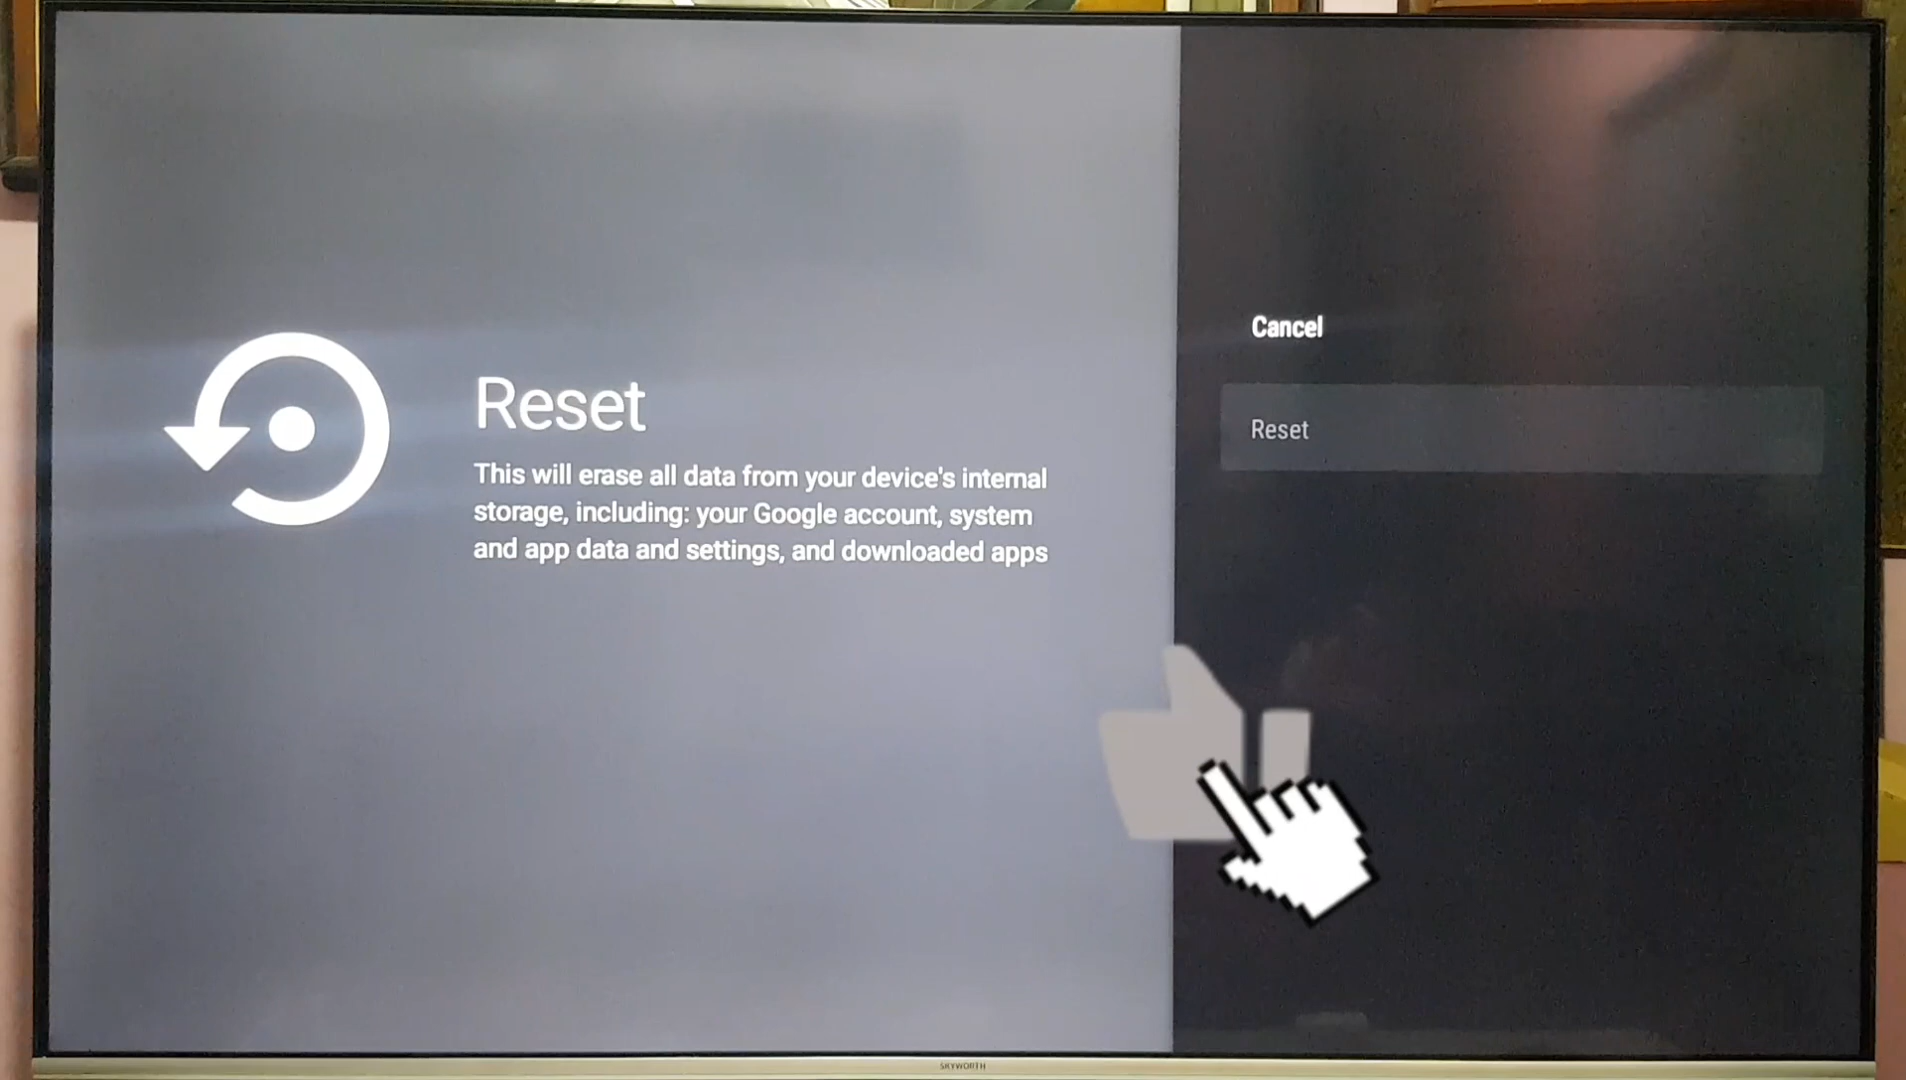 Reset
This will erase all data from your device's internal
storage, including: your Google account, system
and app data and settings, and downloaded apps
Cancel
Reset
SKYWORTH